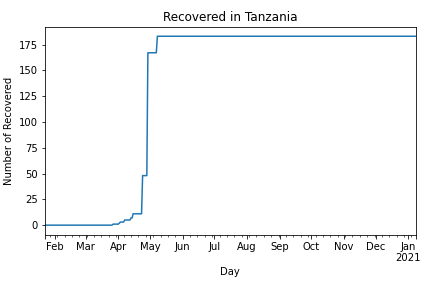 Recovered in Tanzania
Number of Recovered
175
150
125
100
75
50
25
0
Feb Mar Apr May Jun Jul Aug Sep Oct Nov Dec Jan
2021
Day